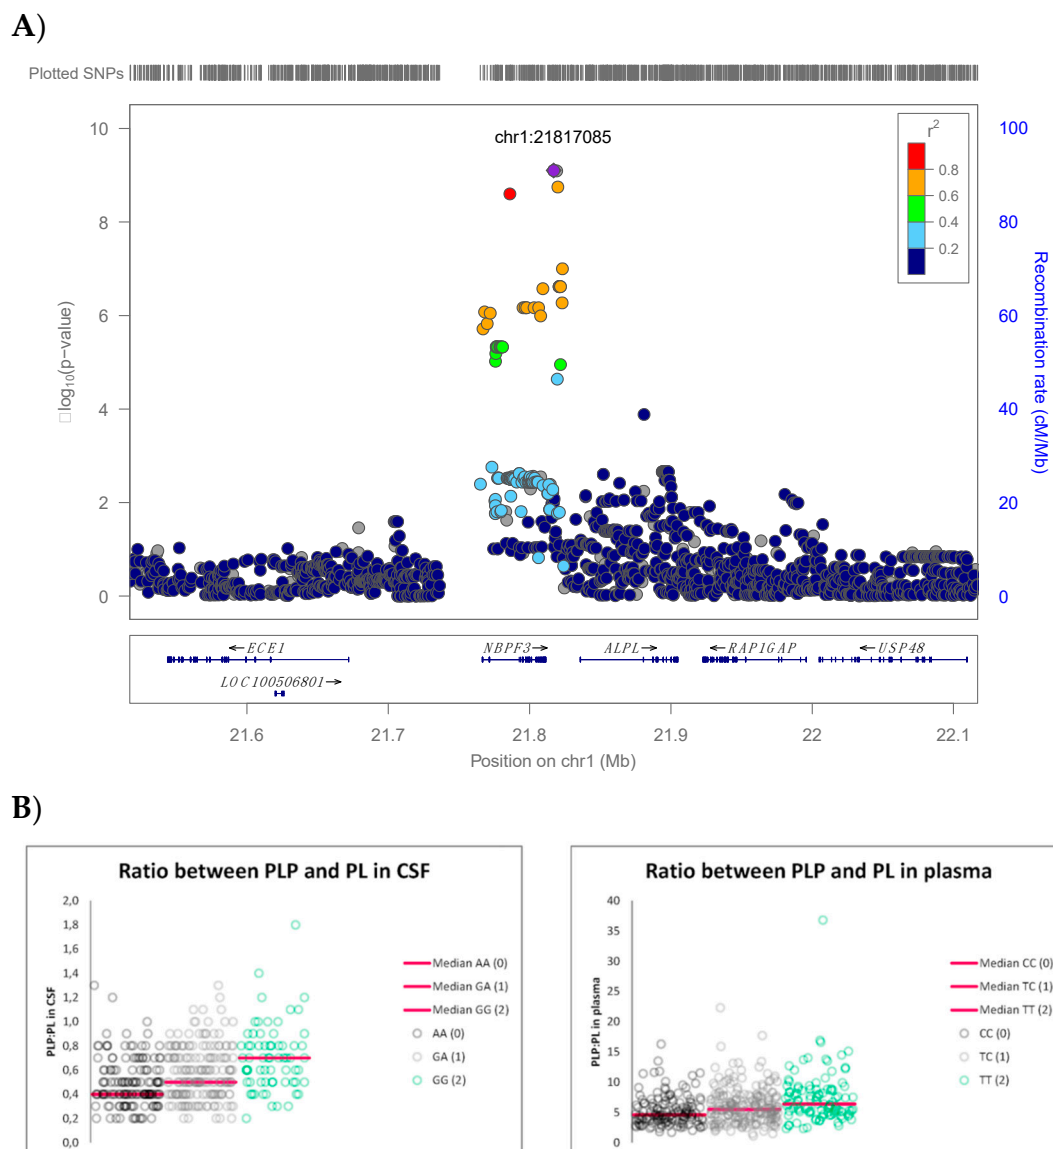 A)
Plotted SNPs
chr1:21817085
10
8
6
4
2
0
□log10(p−value)
r2
0.8
0.6
0.4
0.2
100
80
60
40
20
0
Recombination rate (cM/Mb)
ECE1
NBPF3
ALPL
RAP1GAP
USP48
LOC100506801
21.6 21.7 21.8 21.9 22 22.1
Position on chr1 (Mb)
B)
Ratio between PLP and PL in CSF
2,0
1,8
1,6
1,4
1,2
1,0
0,8
0,6
0,4
0,2
0,0
PLP:PL in CSF
Median AA (0)
Median GA (1)
Median GG (2)
AA (0)
GA (1)
GG (2)
Ratio between PLP and PL in plasma
40
35
30
25
20
15
10
5
0
PLP:PL in plasma
Median CC (0)
Median TC (1)
Median TT (2)
CC (0)
TC (1)
TT (2)